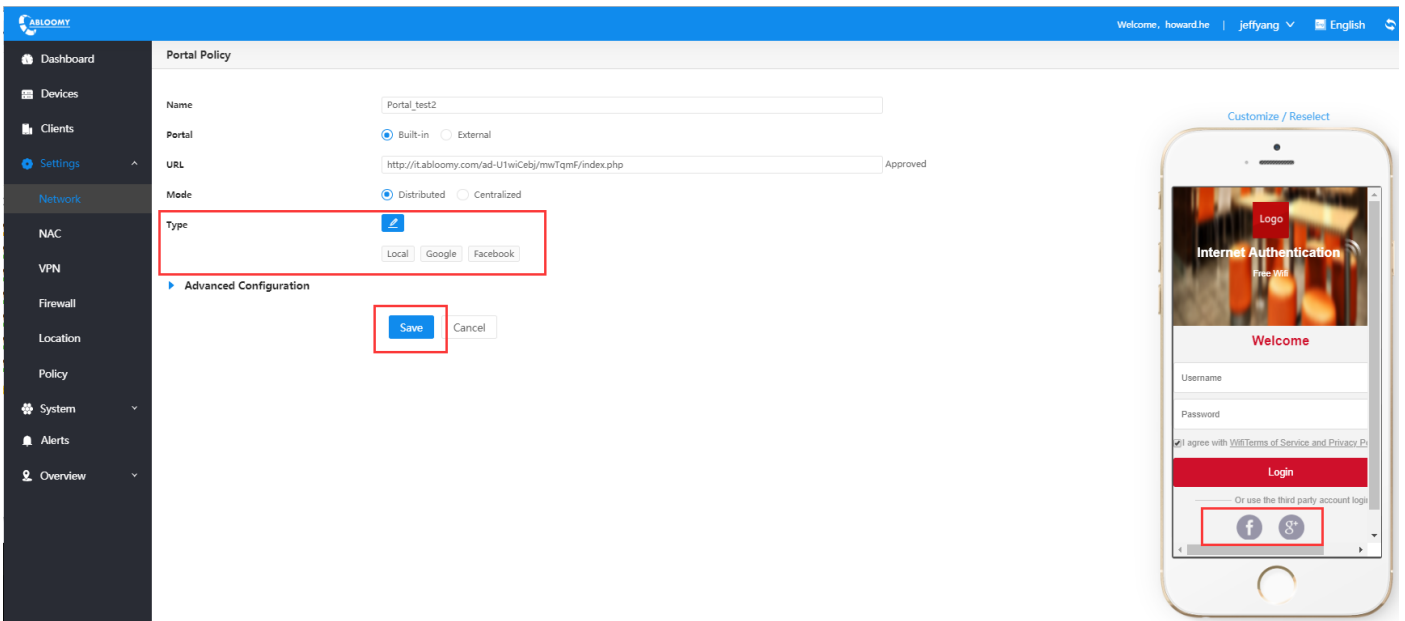 ABLOOMY
Welcome, howard.he | jeffyang English
Dashboard
Devices
Clients
Settings
Network
NAC
VPN
Firewall
Location
Policy
System
Alerts
Overview
Portal Policy
Name Portal_test2
Portal Built-in External
URL http://it.abloomy.com/ad-U1wiCebj/mwTqmF/index.php Approved
Mode Distributed Centralized
Type
Local Google Facebook
Advanced Configuration
Save Cancel
Customize / Reselect
Logo
Internet Authentication
Free Wifi
Welcome
Username
Password
I agree with WifiTerms of Service and Privacy P
Login
Or use the third party account login
f g+